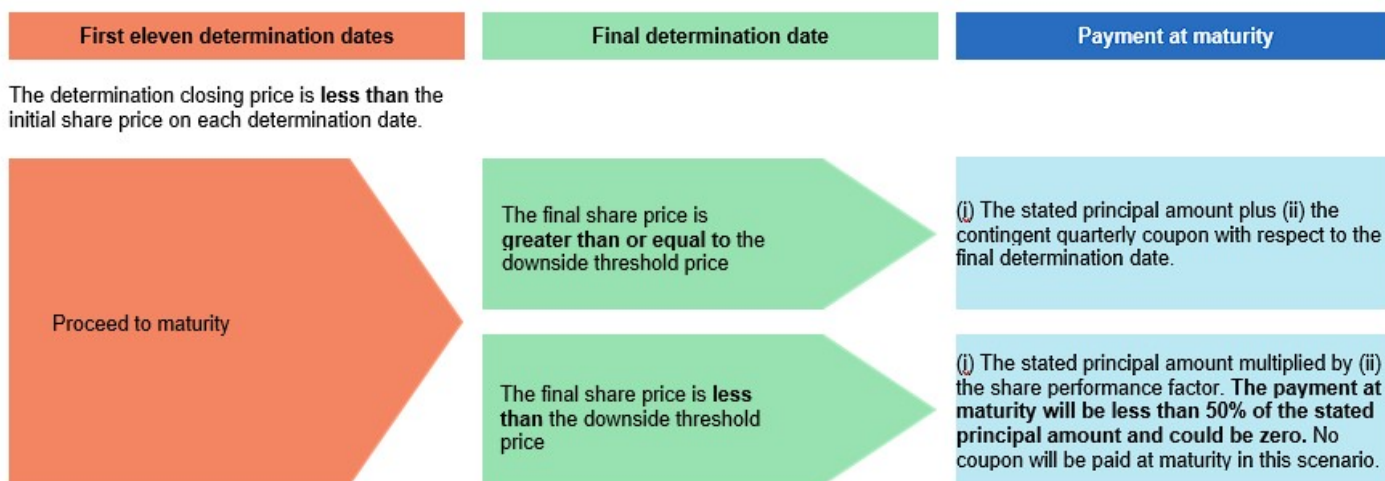 First eleven determination dates
Final determination date
Payment at maturity
The determination closing price is less than the
initial share price on each determination date.
Proceed to maturity
The final share price is
greater than or equal to the
downside threshold price
(i) The stated principal amount plus (ii) the
contingent quarterly coupon with respect to the
final determination date.
The final share price is less
than the downside threshold
price
(i) The stated principal amount multiplied by (ii)
the share performance factor. The payment at
maturity will be less than 50% of the stated
principal amount and could be zero. No
coupon will be paid at maturity in this scenario.